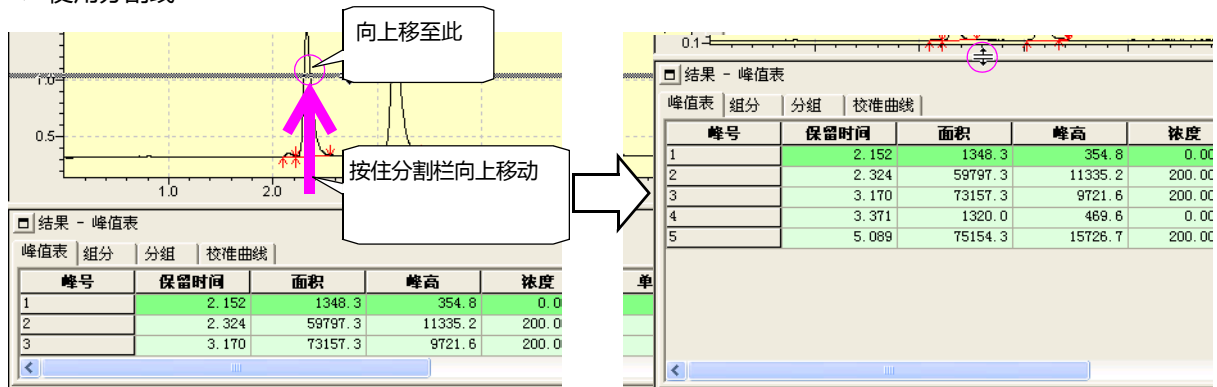 向上移至此
1.0
0.5
1.0 2.0
按住分割栏向上移动
结果 - 峰值表
峰值表 组分 分组 校准曲线
峰号 保留时间 面积 峰高 浓度 单
1 2.152 1348.3 354.8 0.0
2 2.324 59797.3 11335.2 200.0
3 3.170 73157.3 9721.6 200.0
0.1
结果 - 峰值表
峰值表 组分 分组 校准曲线
峰号 保留时间 面积 峰高 浓度
1 2.152 1348.3 354.8 0.00
2 2.324 59797.3 11335.2 200.00
3 3.170 73157.3 9721.6 200.00
4 3.371 1320.0 469.6 0.00
5 5.089 75154.3 15726.7 200.00